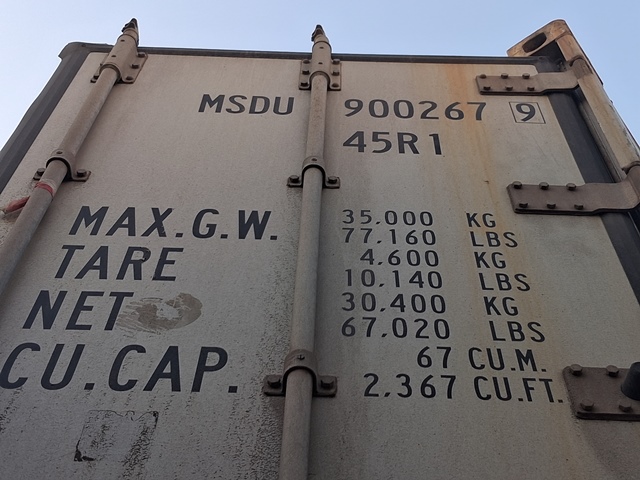 MSDU 900267 9
45R1
MAX.G.W. 35,000 KG
77,160 LBS
TARE 4,600 KG
10,140 LBS
NET 30,400 KG
67,020 LBS
CU.CAP. 67 CU.M.
2,367 CU.FT.